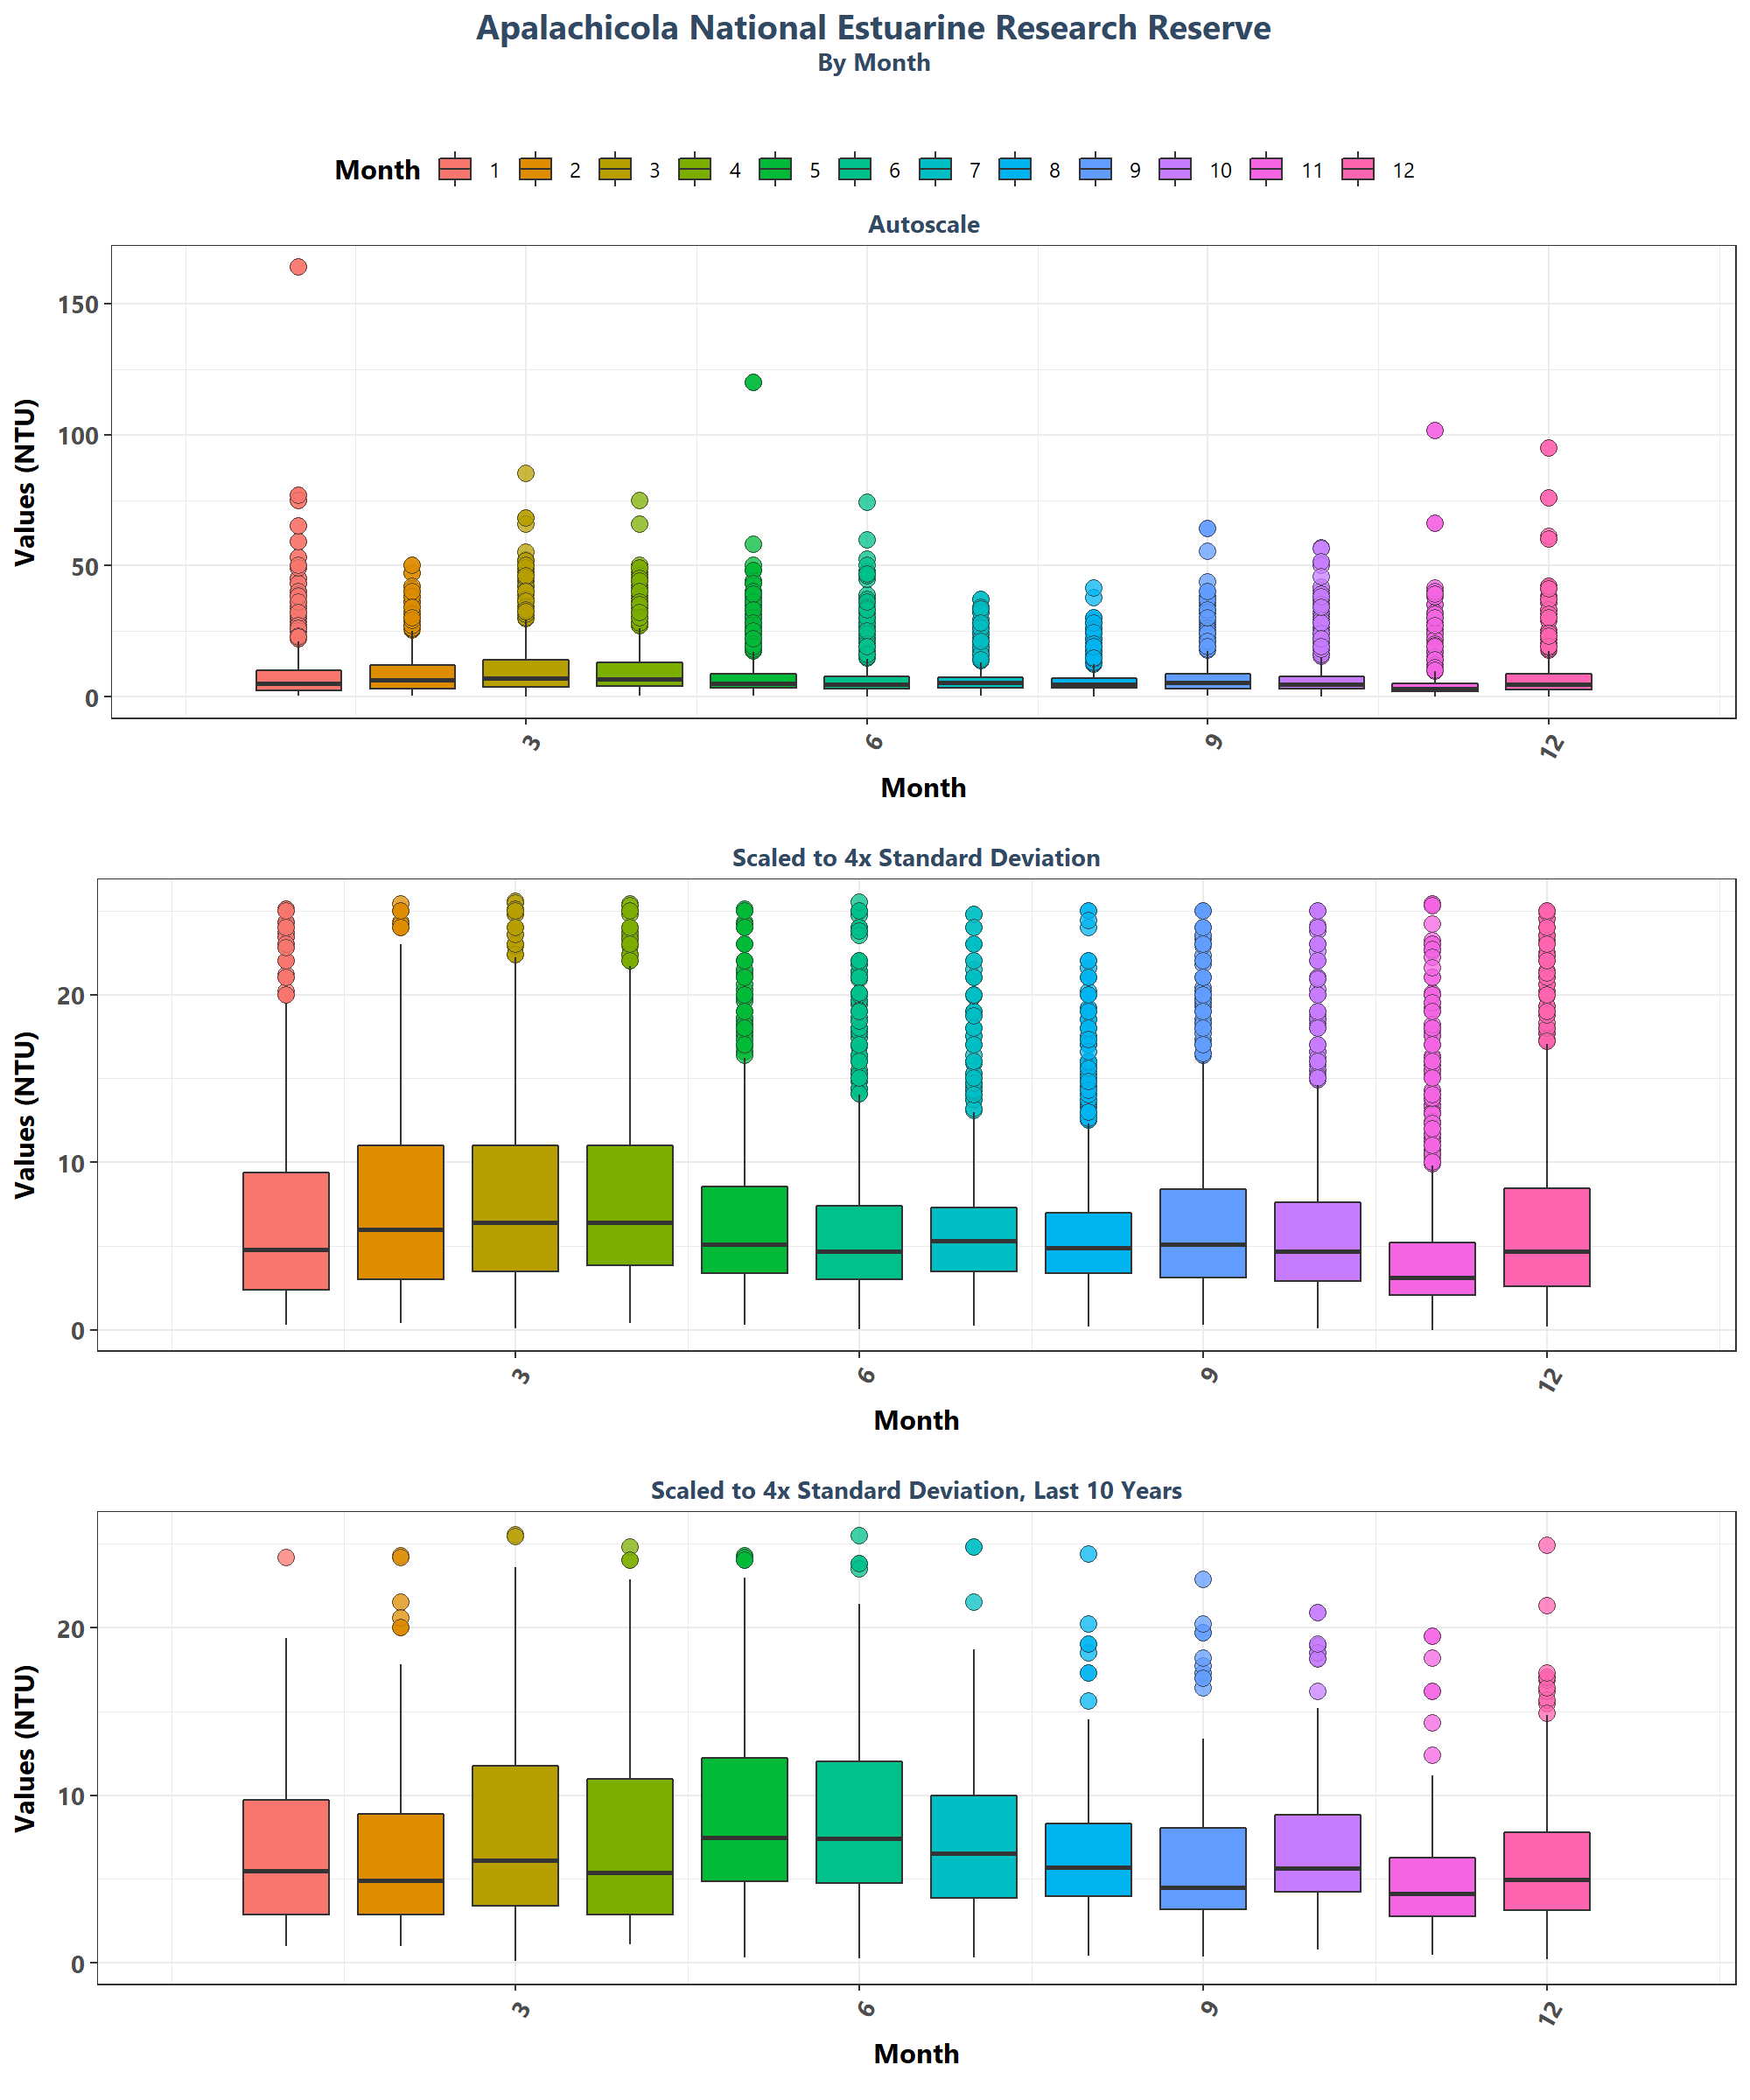 Apalachicola National Estuarine Research Reserve
By Month
Month 1 2 3 4 5 6 7 8 9 10 11 12
Autoscale
Values (NTU)
150
100
50
0
3 6 9 12
Month
Scaled to 4x Standard Deviation
Values (NTU)
20
10
0
3 6 9 12
Month
Scaled to 4x Standard Deviation, Last 10 Years
Values (NTU)
20
10
0
3 6 9 12
Month